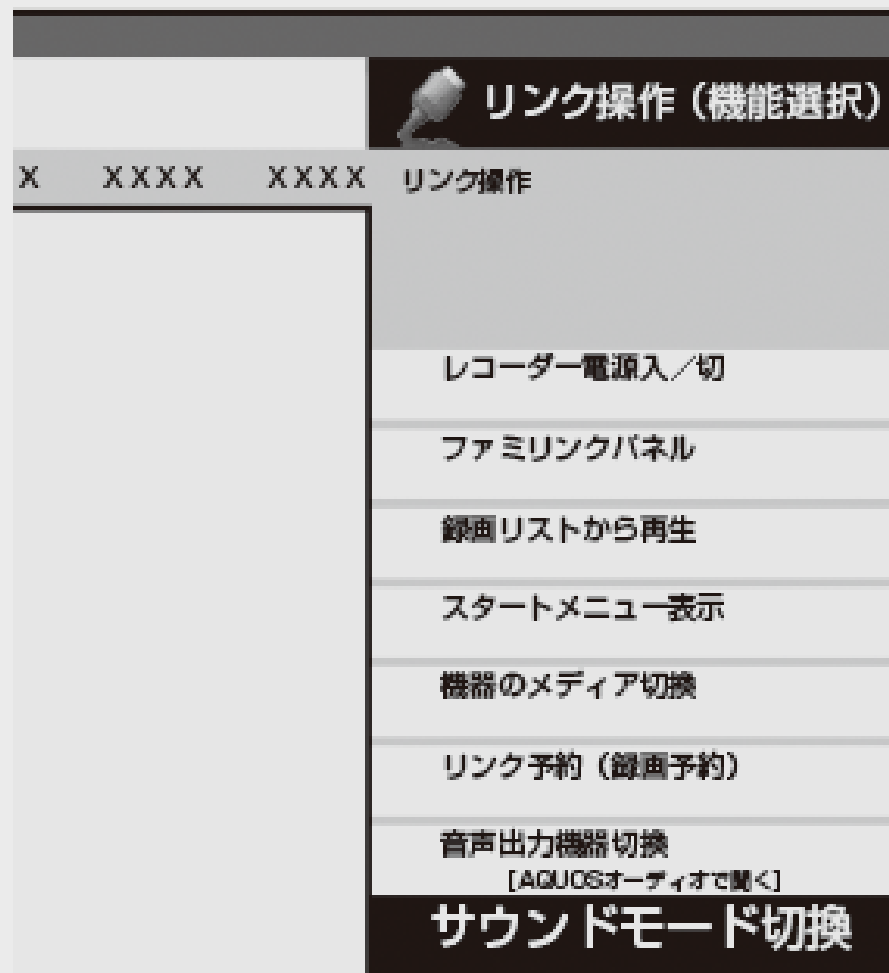 リンク操作(機能選択)
X XXXX XXXX
リンク操作
レコーダー電源入/切
ファミリンクパネル
録画リストから再生
スタートメニュー表示
機器のメディア切換
リンク予約(録画予約)
音声出力機器切換
[AQUOSオーディオで聞く]
サウンドモード切換